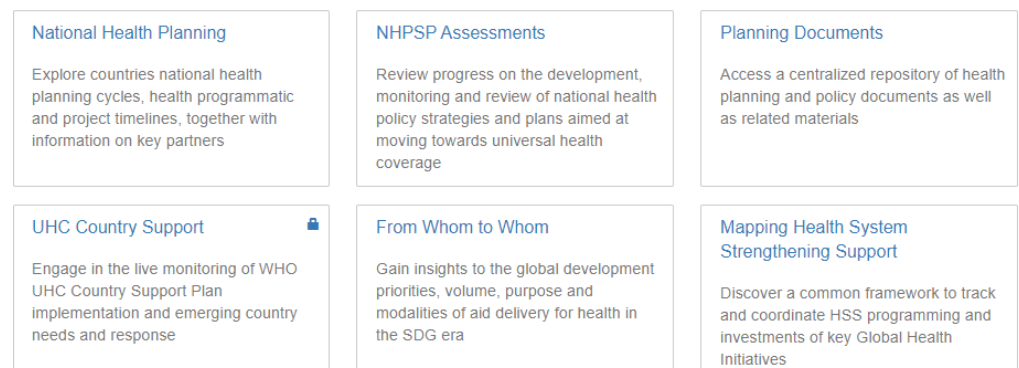 National Health Planning
Explore countries national health
planning cycles, health programmatic
and project timelines, together with
information on key partners
NHPSP Assessments
Review progress on the development,
monitoring and review of national health
policy strategies and plans aimed at
moving towards universal health
coverage
Planning Documents
Access a centralized repository of health
planning and policy documents as well
as related materials
UHC Country Support
Engage in the live monitoring of WHO
UHC Country Support Plan
implementation and emerging country
needs and response
From Whom to Whom
Gain insights to the global development
priorities, volume, purpose and
modalities of aid delivery for health in
the SDG era
Mapping Health System
Strengthening Support
Discover a common framework to track
and coordinate HSS programming and
investments of key Global Health
Initiatives